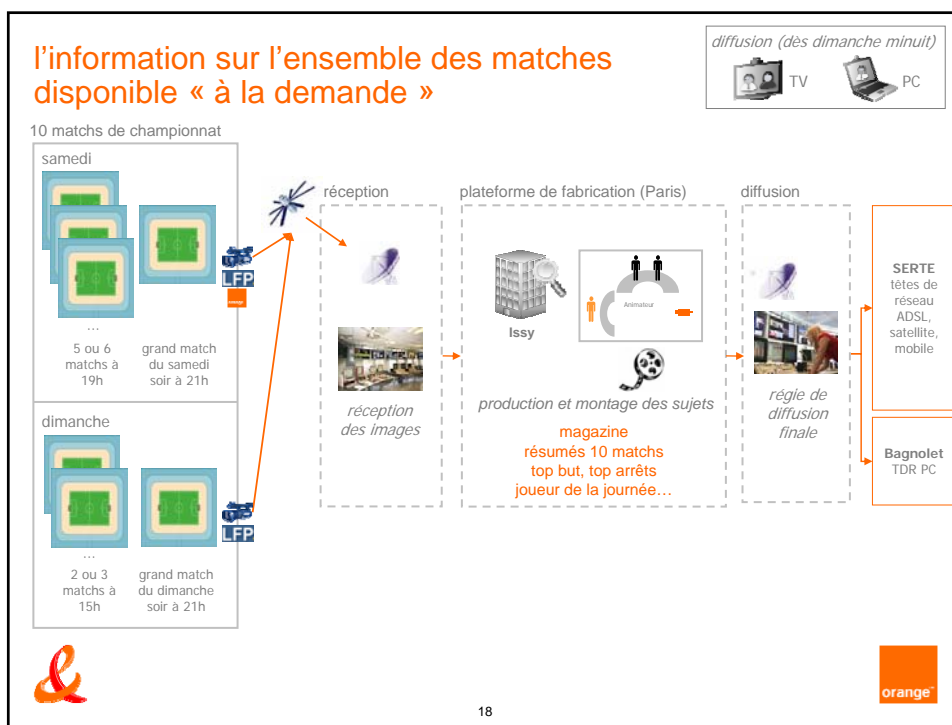 l'information sur l'ensemble des matches
disponible « à la demande »
diffusion (dès dimanche minuit)
TV
PC
10 matchs de championnat
samedi
...
5 ou 6
matchs à
19h
grand match
du samedi
soir à 21h
LFP
orange
dimanche
...
2 ou 3
matchs à
15h
grand match
du dimanche
soir à 21h
LFP
réception
réception
des images
plateforme de fabrication (Paris)
Issy
Animateur
production et montage des sujets
magazine
résumés 10 matchs
top but, top arrêts
joueur de la journée...
diffusion
régie de
diffusion
finale
SERTE
têtes de
réseau
ADSL,
satellite,
mobile
Bagnolet
TDR PC
&
orange™
18